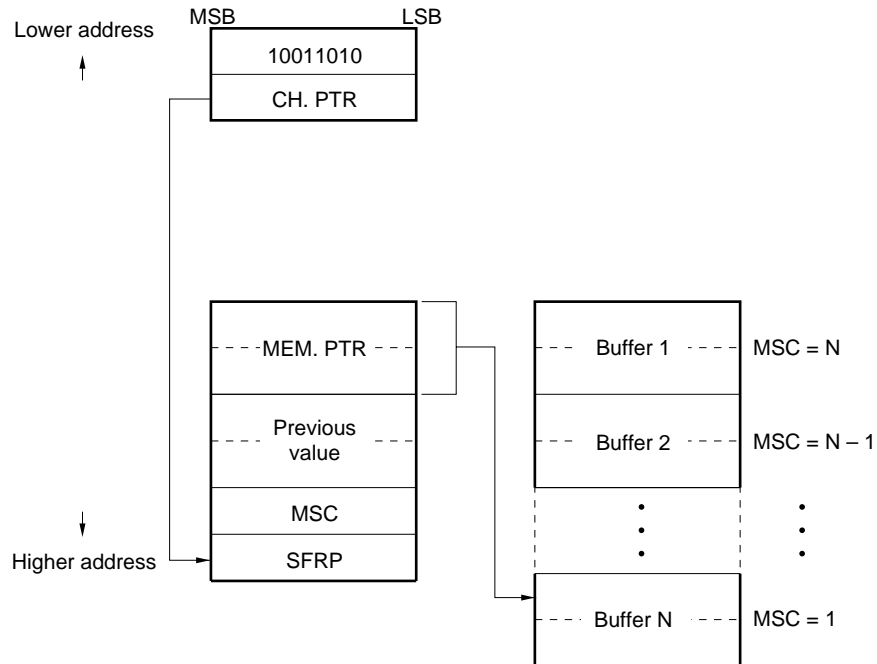 MSB LSB
Lower address
10011010
CH. PTR
MEM. PTR
Previous
value
MSC
SFRP
Higher address
Buffer 1 MSC = N
Buffer 2 MSC = N – 1
Buffer N MSC = 1